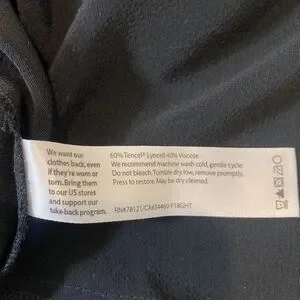 We want our
clothes back, even
if they're worn or
torn. Bring them
to our US stores
and support our
take-back program.
60% Tencel® Lyocell 40% Viscose
We recommend machine wash cold, gentle cycle.
Do not bleach. Tumble dry low, remove promptly.
Press to restore. May be dry cleaned.
RN#78121/CA#34460 F18GHT